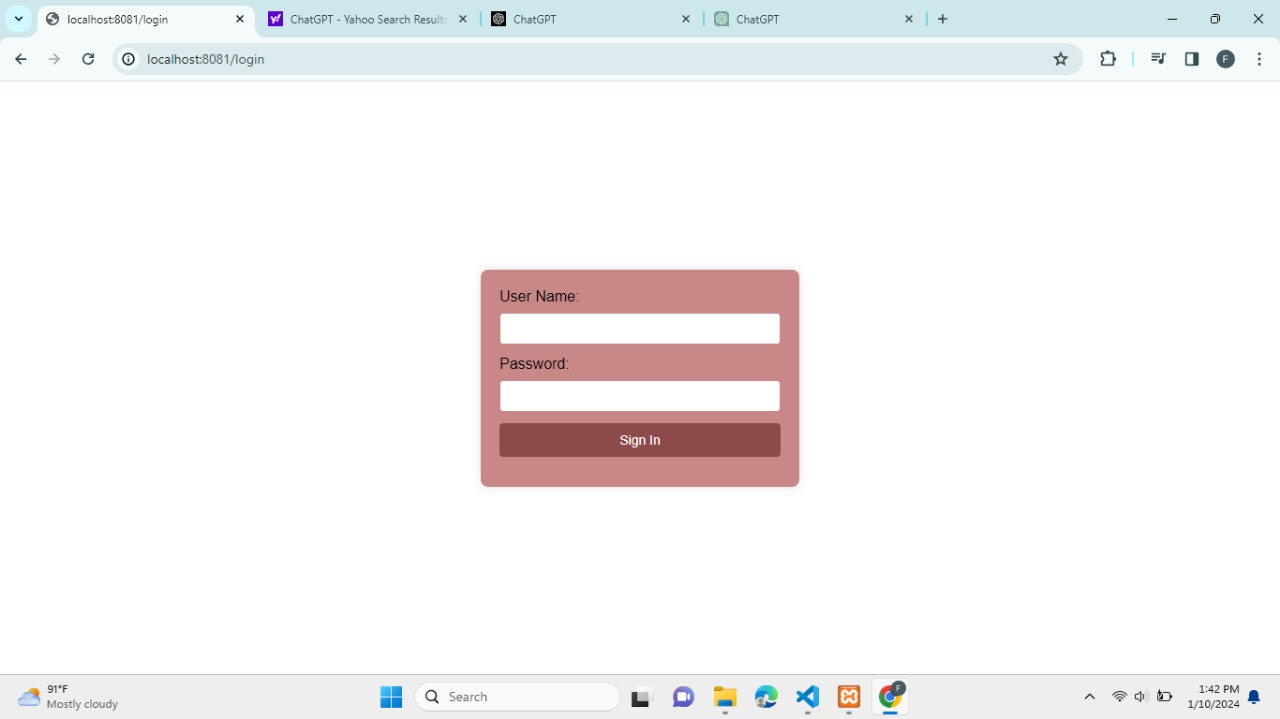 localhost:8081/login
ChatGPT - Yahoo Search Results
ChatGPT
ChatGPT
localhost:8081/login
F
User Name:
Password:
Sign In
91°F
Mostly cloudy
Search
F
1:42 PM
1/10/2024